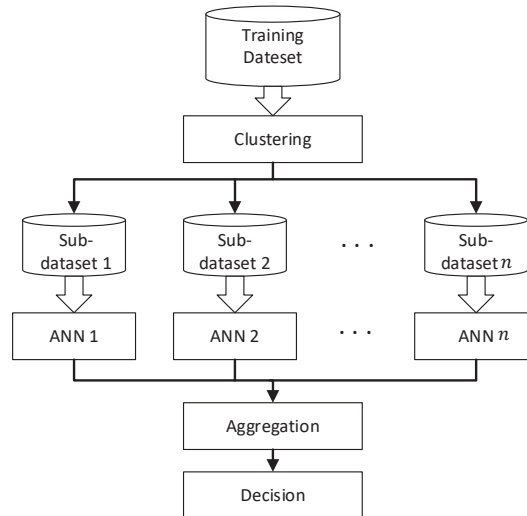 Training
Dateset
Clustering
Sub-
dataset 1
Sub-
dataset 2
. . .
Sub-
dataset n
ANN 1
ANN 2
. . .
ANN n
Aggregation
Decision